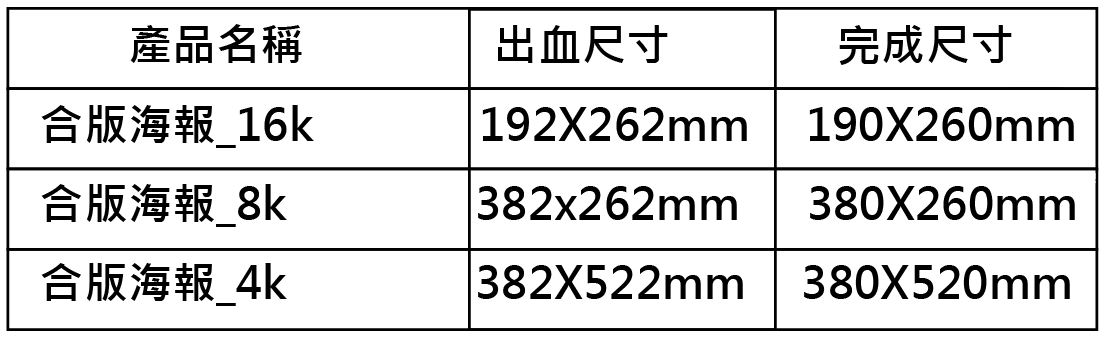 產品名稱 出血尺寸 完成尺寸
合版海報_16k 192X262mm 190X260mm
合版海報_8k 382x262mm 380X260mm
合版海報_4k 382X522mm 380X520mm